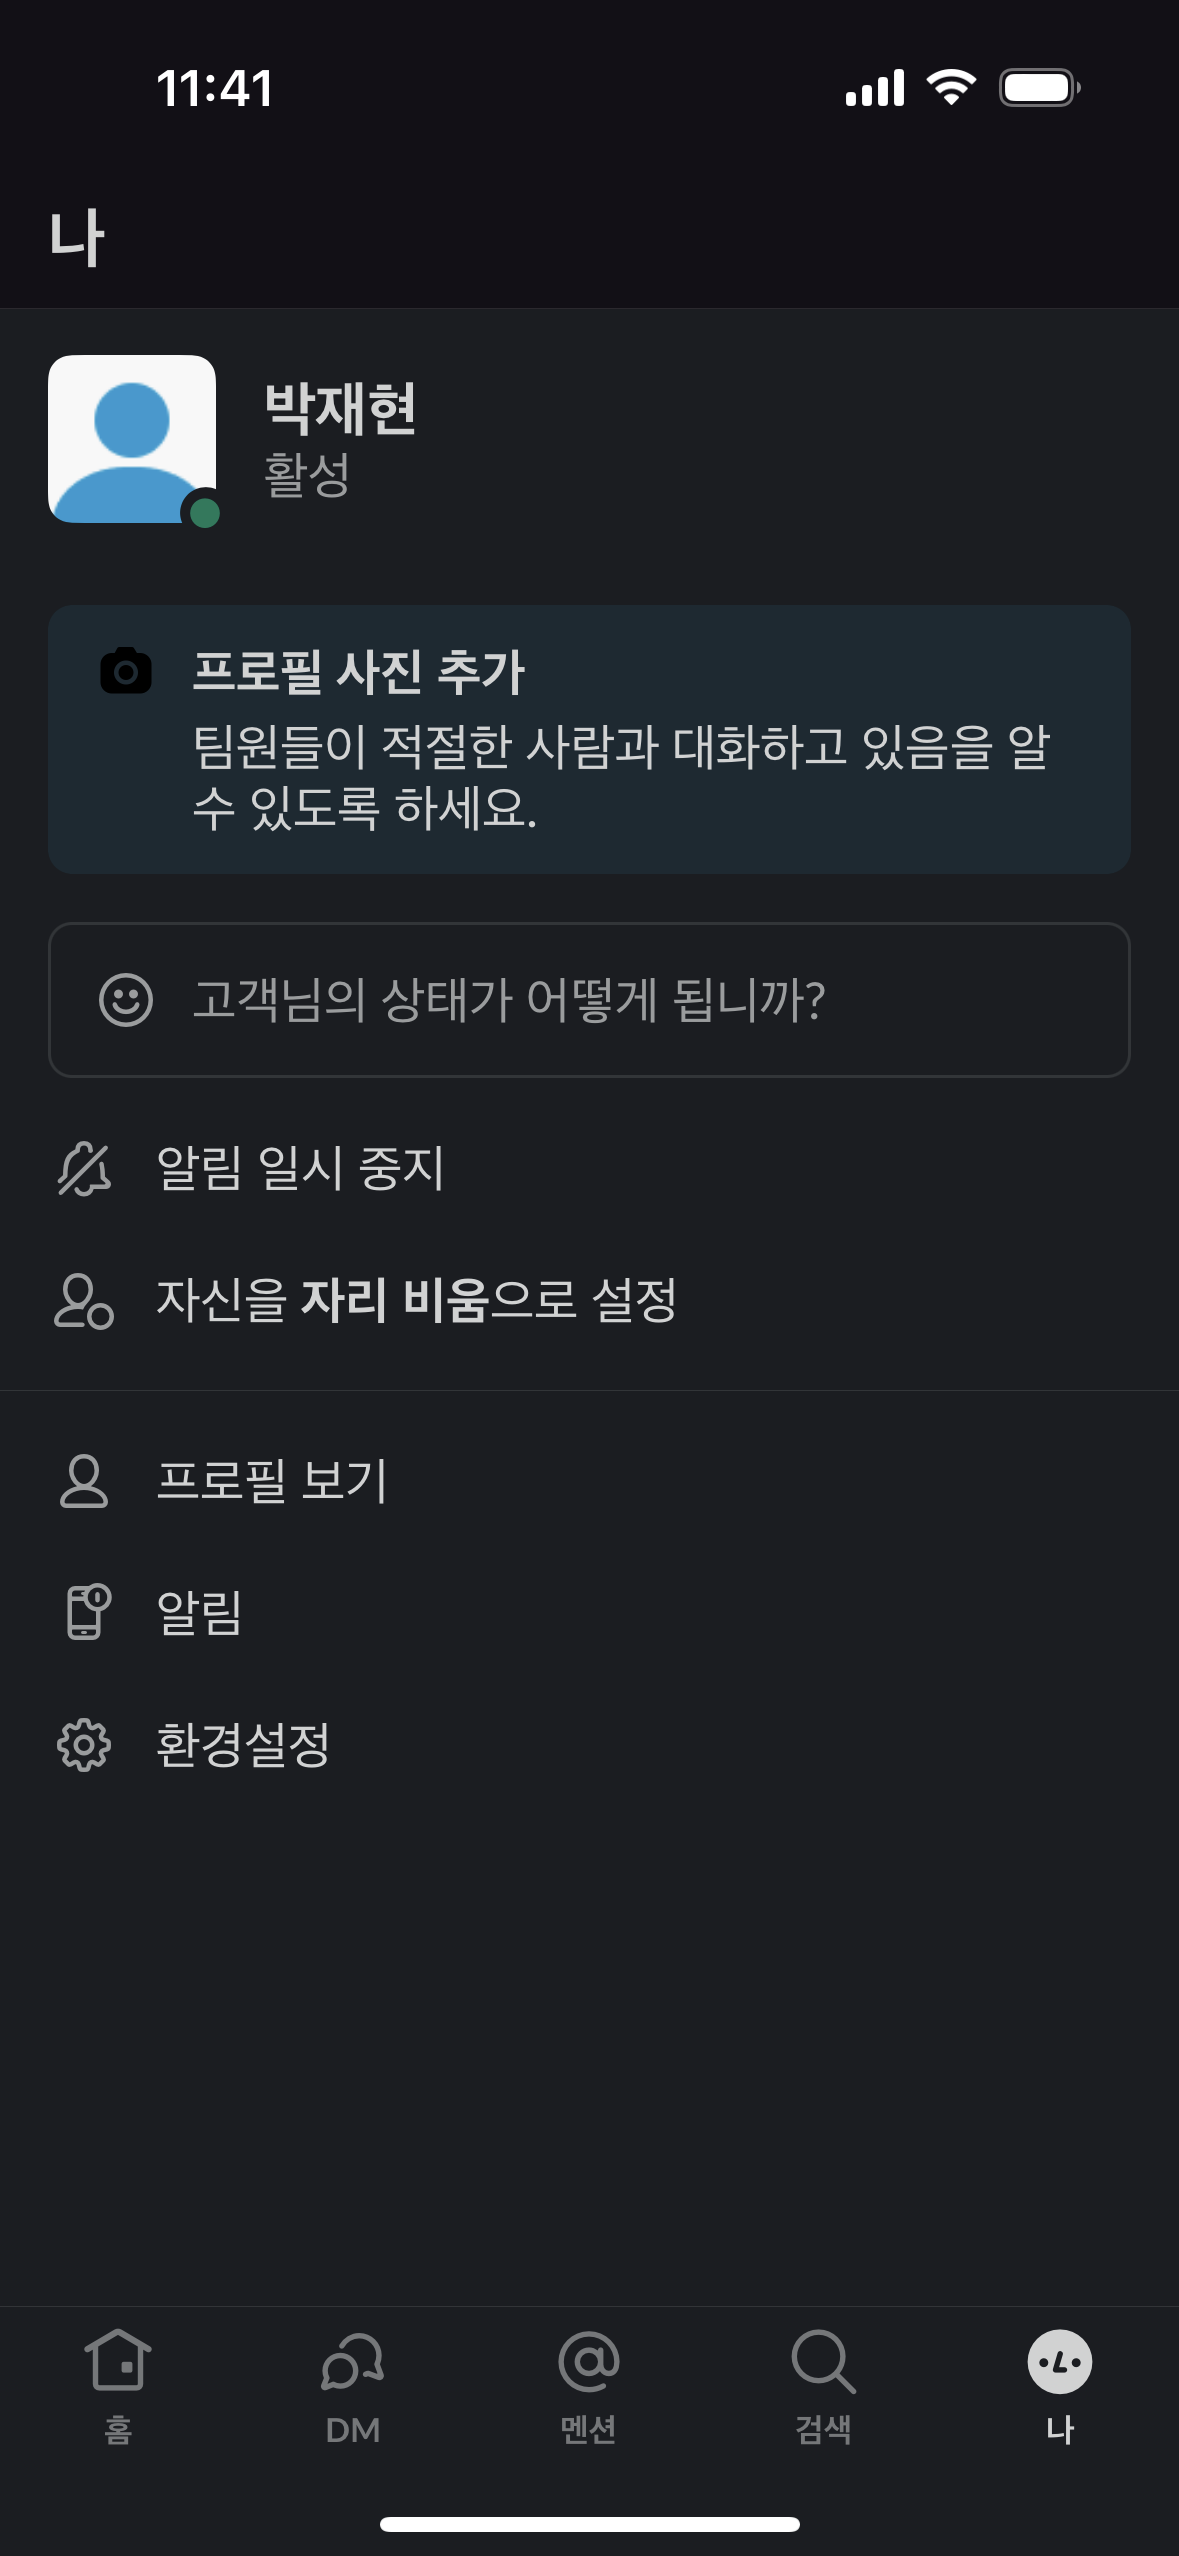 11:41
나
박재현
활성
프로필 사진 추가
팀원들이 적절한 사람과 대화하고 있음을 알
수 있도록 하세요.
고객님의 상태가 어떻게 됩니까?
알림 일시 중지
자신을 자리 비움으로 설정
프로필 보기
알림
환경설정
홈
DM
멘션
검색
나